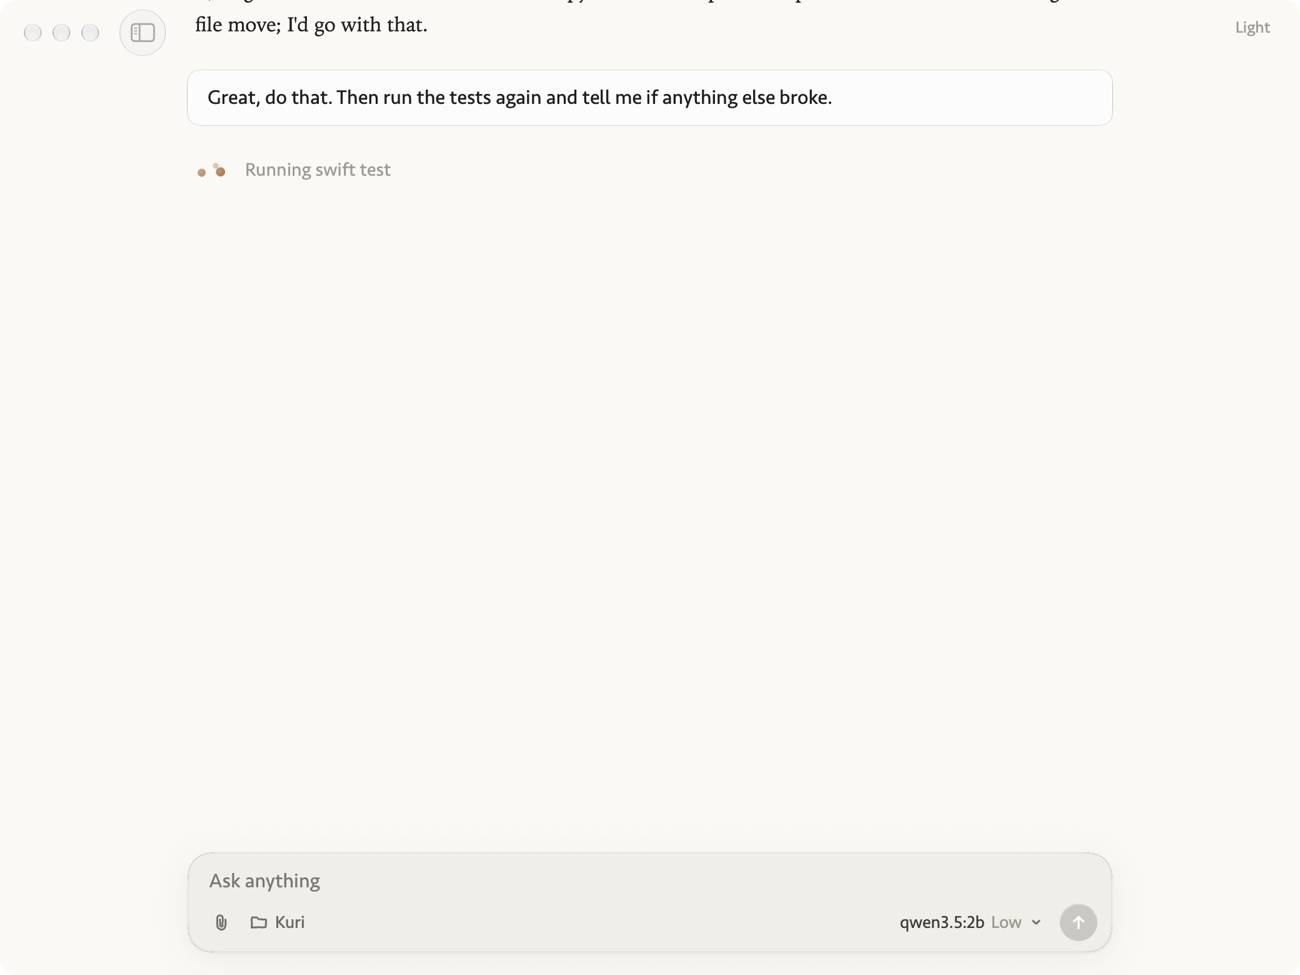 file move; I'd go with that.
Light
Great, do that. Then run the tests again and tell me if anything else broke.
Running swift test
Ask anything
Kuri
qwen3.5:2b Low